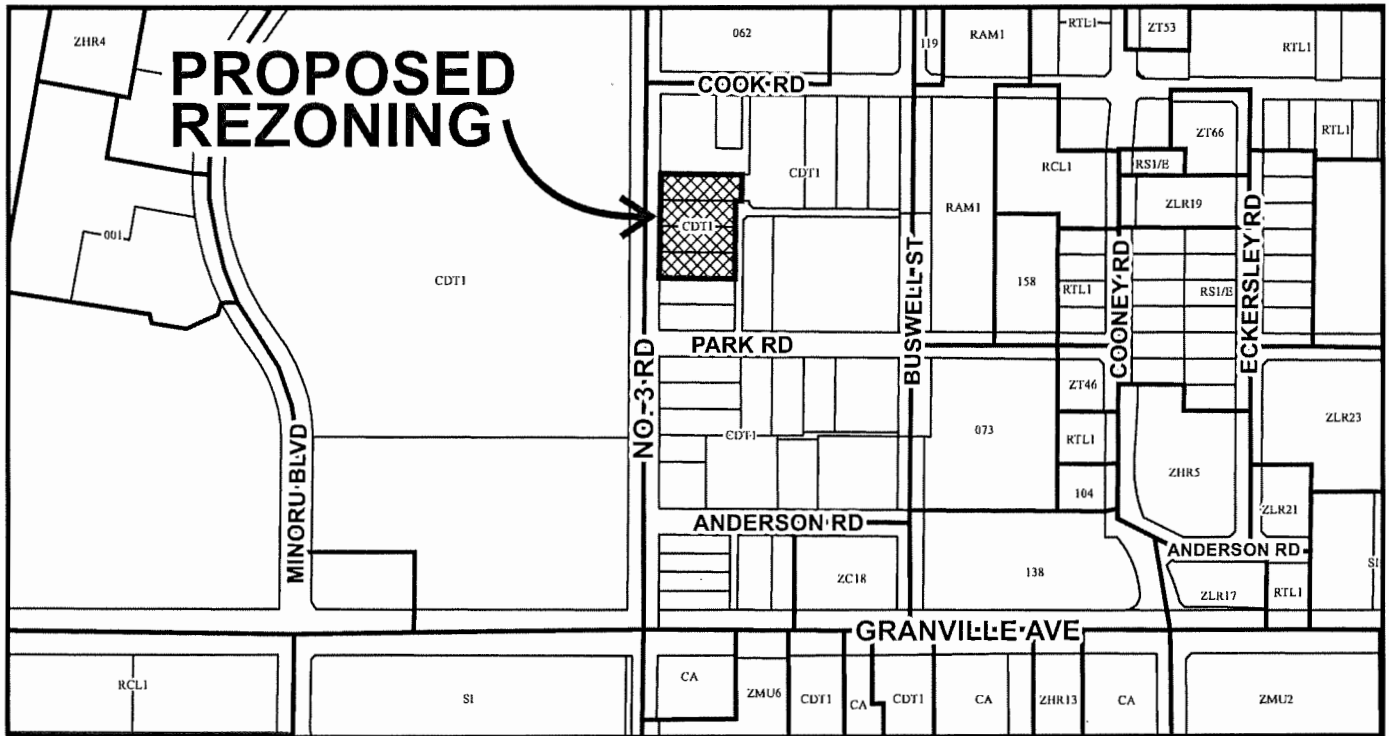 ZHR4
PROPOSED
REZONING
062
119
RAM1
RTL1
ZT53
RTL1
COOK RD
ZT66
RTL1
CDT1
RCL1
RS1/E
ZLR19
RAM1
CDT1
001
CDT1
158
RTL1
RS1/E
NO. 3 RD
BUSWELL ST
COONEY RD
ECKERSLEY RD
MINORU BLVD
PARK RD
ZT46
CDT1
073
RTL1
ZLR23
ZHR5
104
ZLR21
ANDERSON RD
ANDERSON RD
ZC18
138
ZLR17
RTL1
SI
GRANVILLE AVE
RCL1
SI
CA
ZMU6
CDT1
CA
CDT1
CA
ZHR13
CA
ZMU2